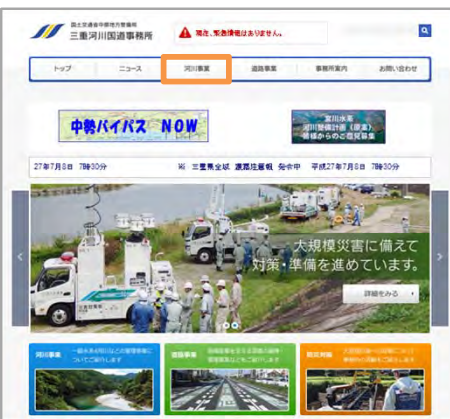 国土交通省中部地方整備局
三重河川国道事務所
現在、緊急情報はありません。
トップ
ニュース
河川事業
道路事業
事務所案内
お問い合わせ
中勢バイパス NOW
宮川水系
河川整備計画（原案）
皆様からのご意見募集
27年7月8日 7時30分
※ 三重県全域 濃霧注意報 発令中 平成27年7月8日 7時30分
大規模災害に備えて
対策・準備を進めています。
詳細をみる
河川事業
道路事業
防災対策